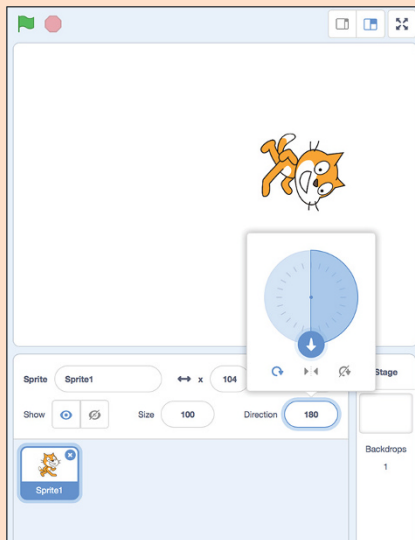 Sprite Sprite1 x 104
Show Size 100 Direction 180
Stage
Backdrops
1
Sprite1